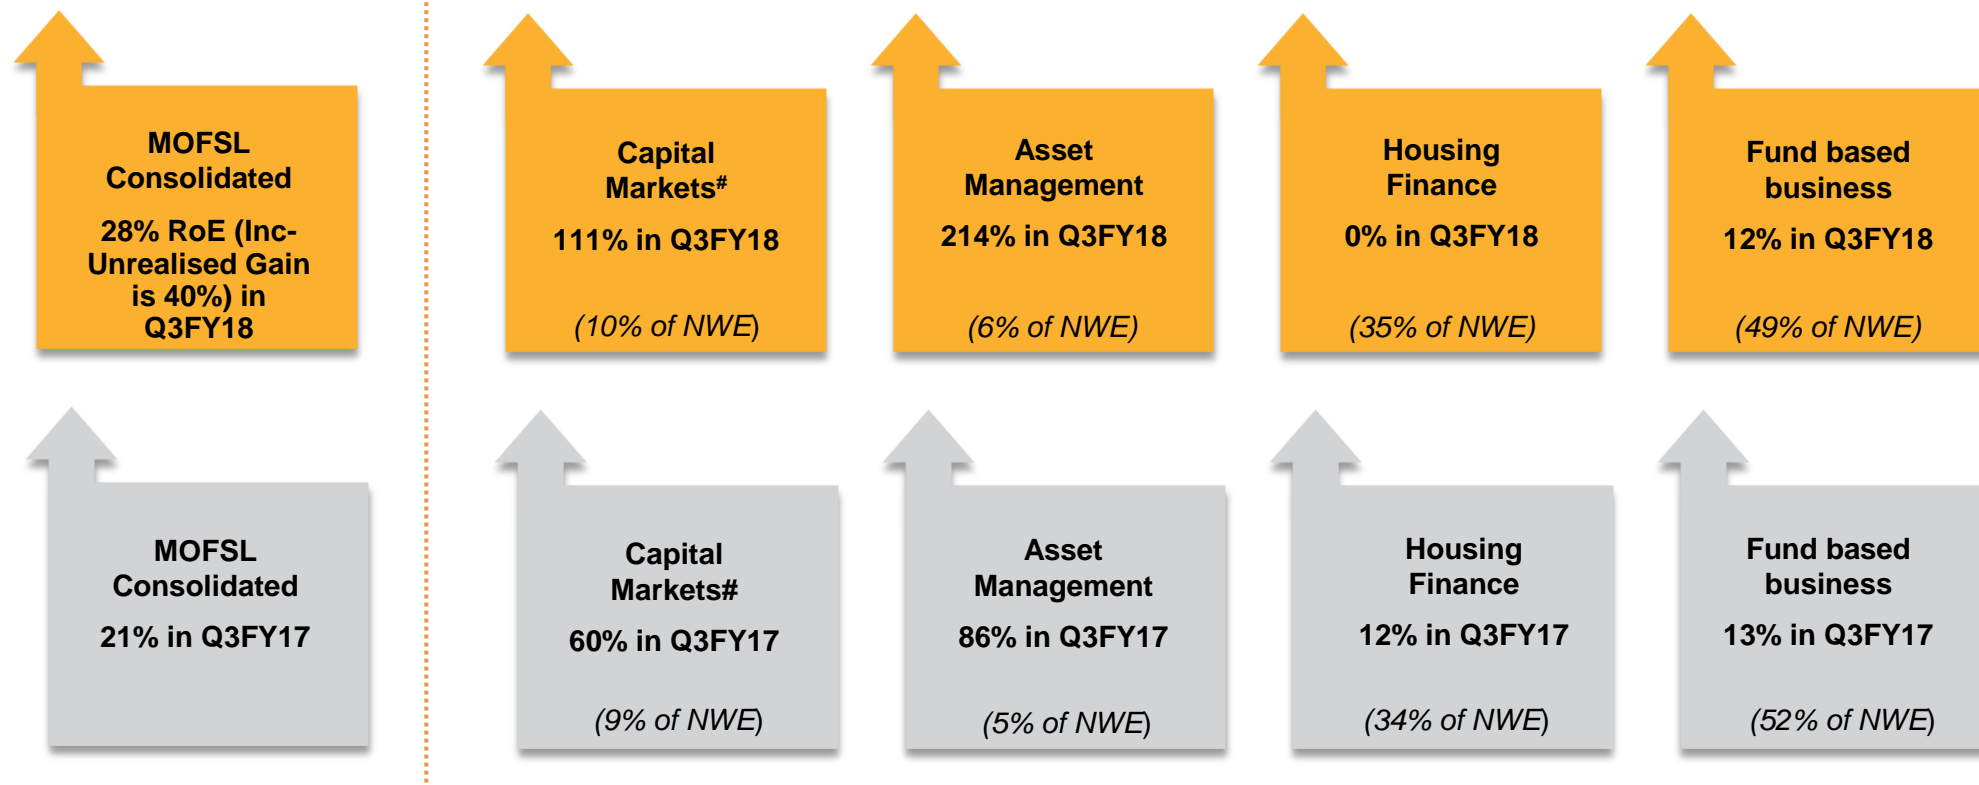 MOFSL
Consolidated
28% RoE (Inc-
Unrealised Gain
is 40%) in
Q3FY18
Capital
Markets#
111% in Q3FY18
(10% of NWE)
Asset
Management
214% in Q3FY18
(6% of NWE)
Housing
Finance
0% in Q3FY18
(35% of NWE)
Fund based
business
12% in Q3FY18
(49% of NWE)
MOFSL
Consolidated
21% in Q3FY17
Capital
Markets#
60% in Q3FY17
(9% of NWE)
Asset
Management
86% in Q3FY17
(5% of NWE)
Housing
Finance
12% in Q3FY17
(34% of NWE)
Fund based
business
13% in Q3FY17
(52% of NWE)